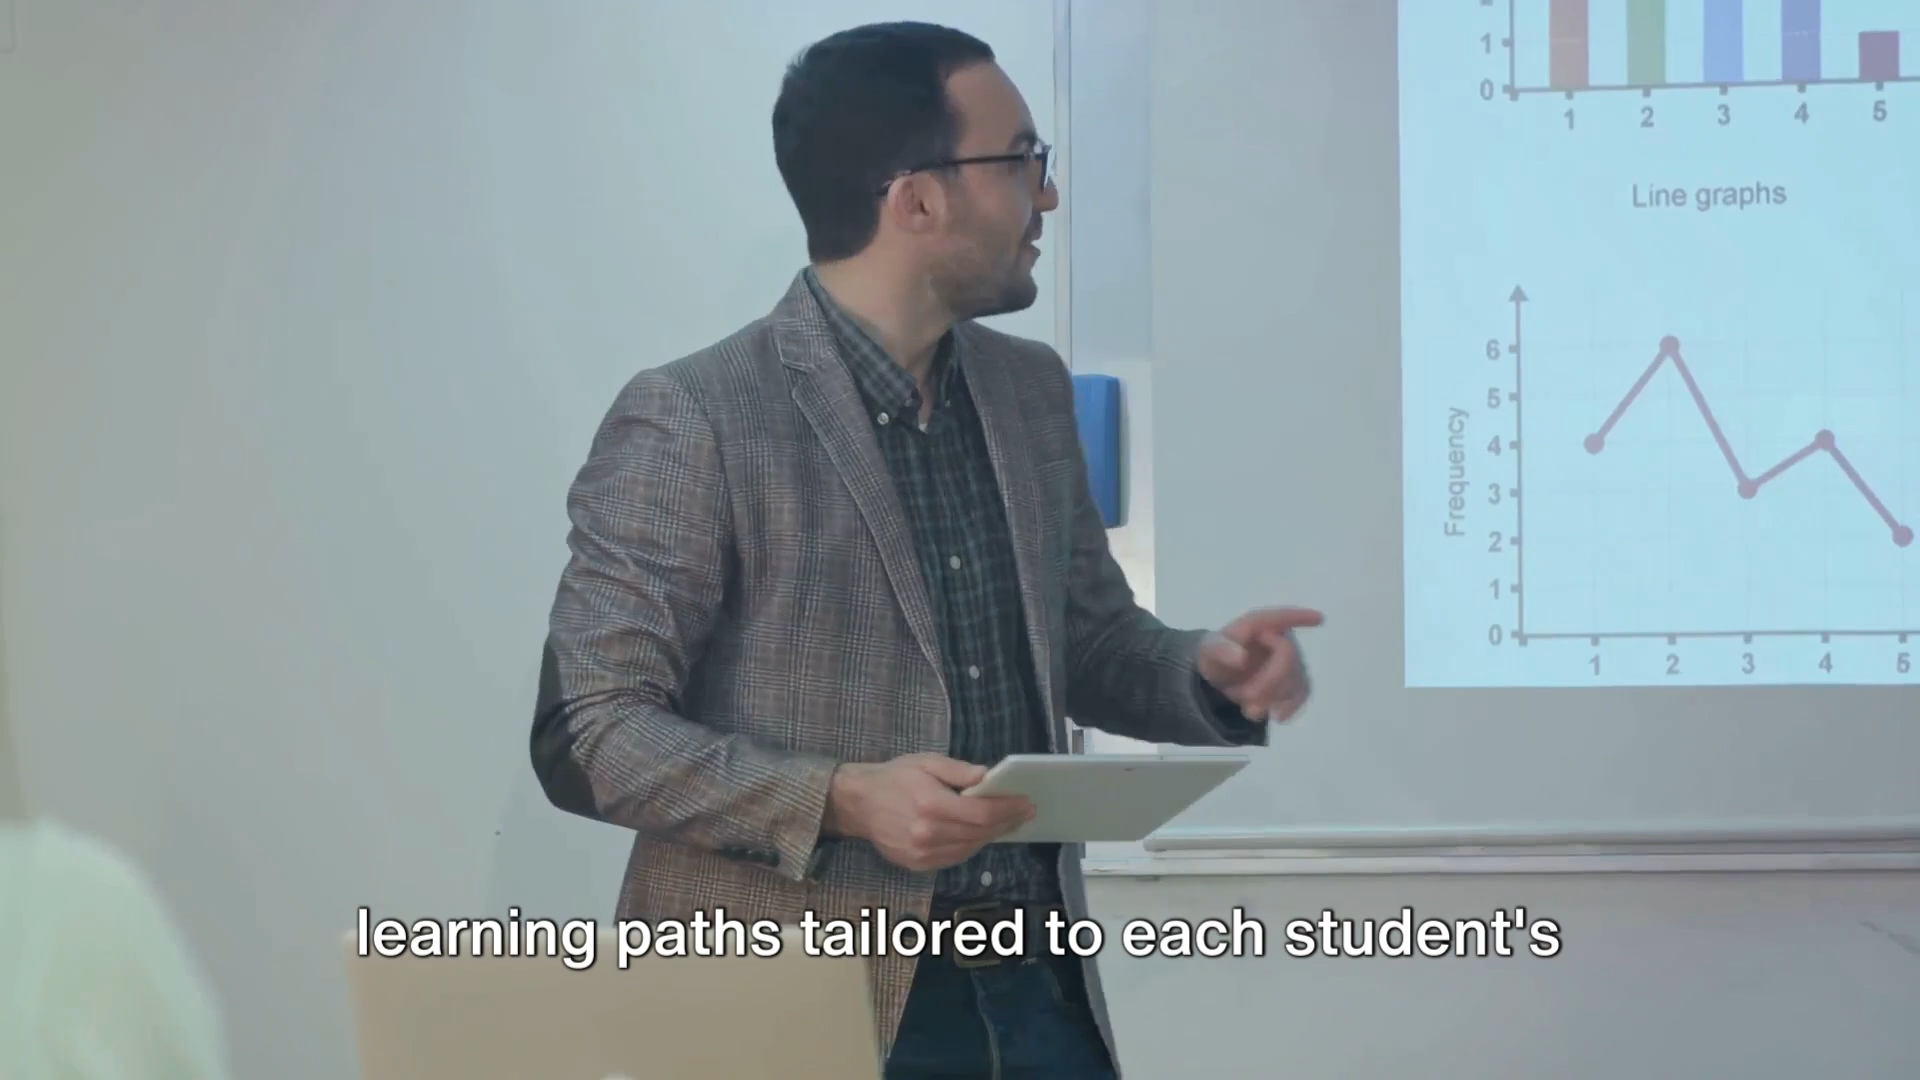 1
0
1 2 3 4 5
Line graphs
Frequency
6
5
4
3
2
1
0
1 2 3 4 5
learning paths tailored to each student's